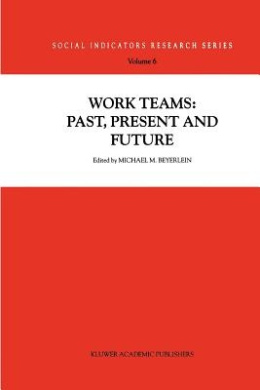 SOCIAL INDICATORS RESEARCH SERIES
Volume 6
WORK TEAMS:
PAST, PRESENT AND
FUTURE
Edited by MICHAEL M. BEYERLEIN
KLUWER ACADEMIC PUBLISHERS